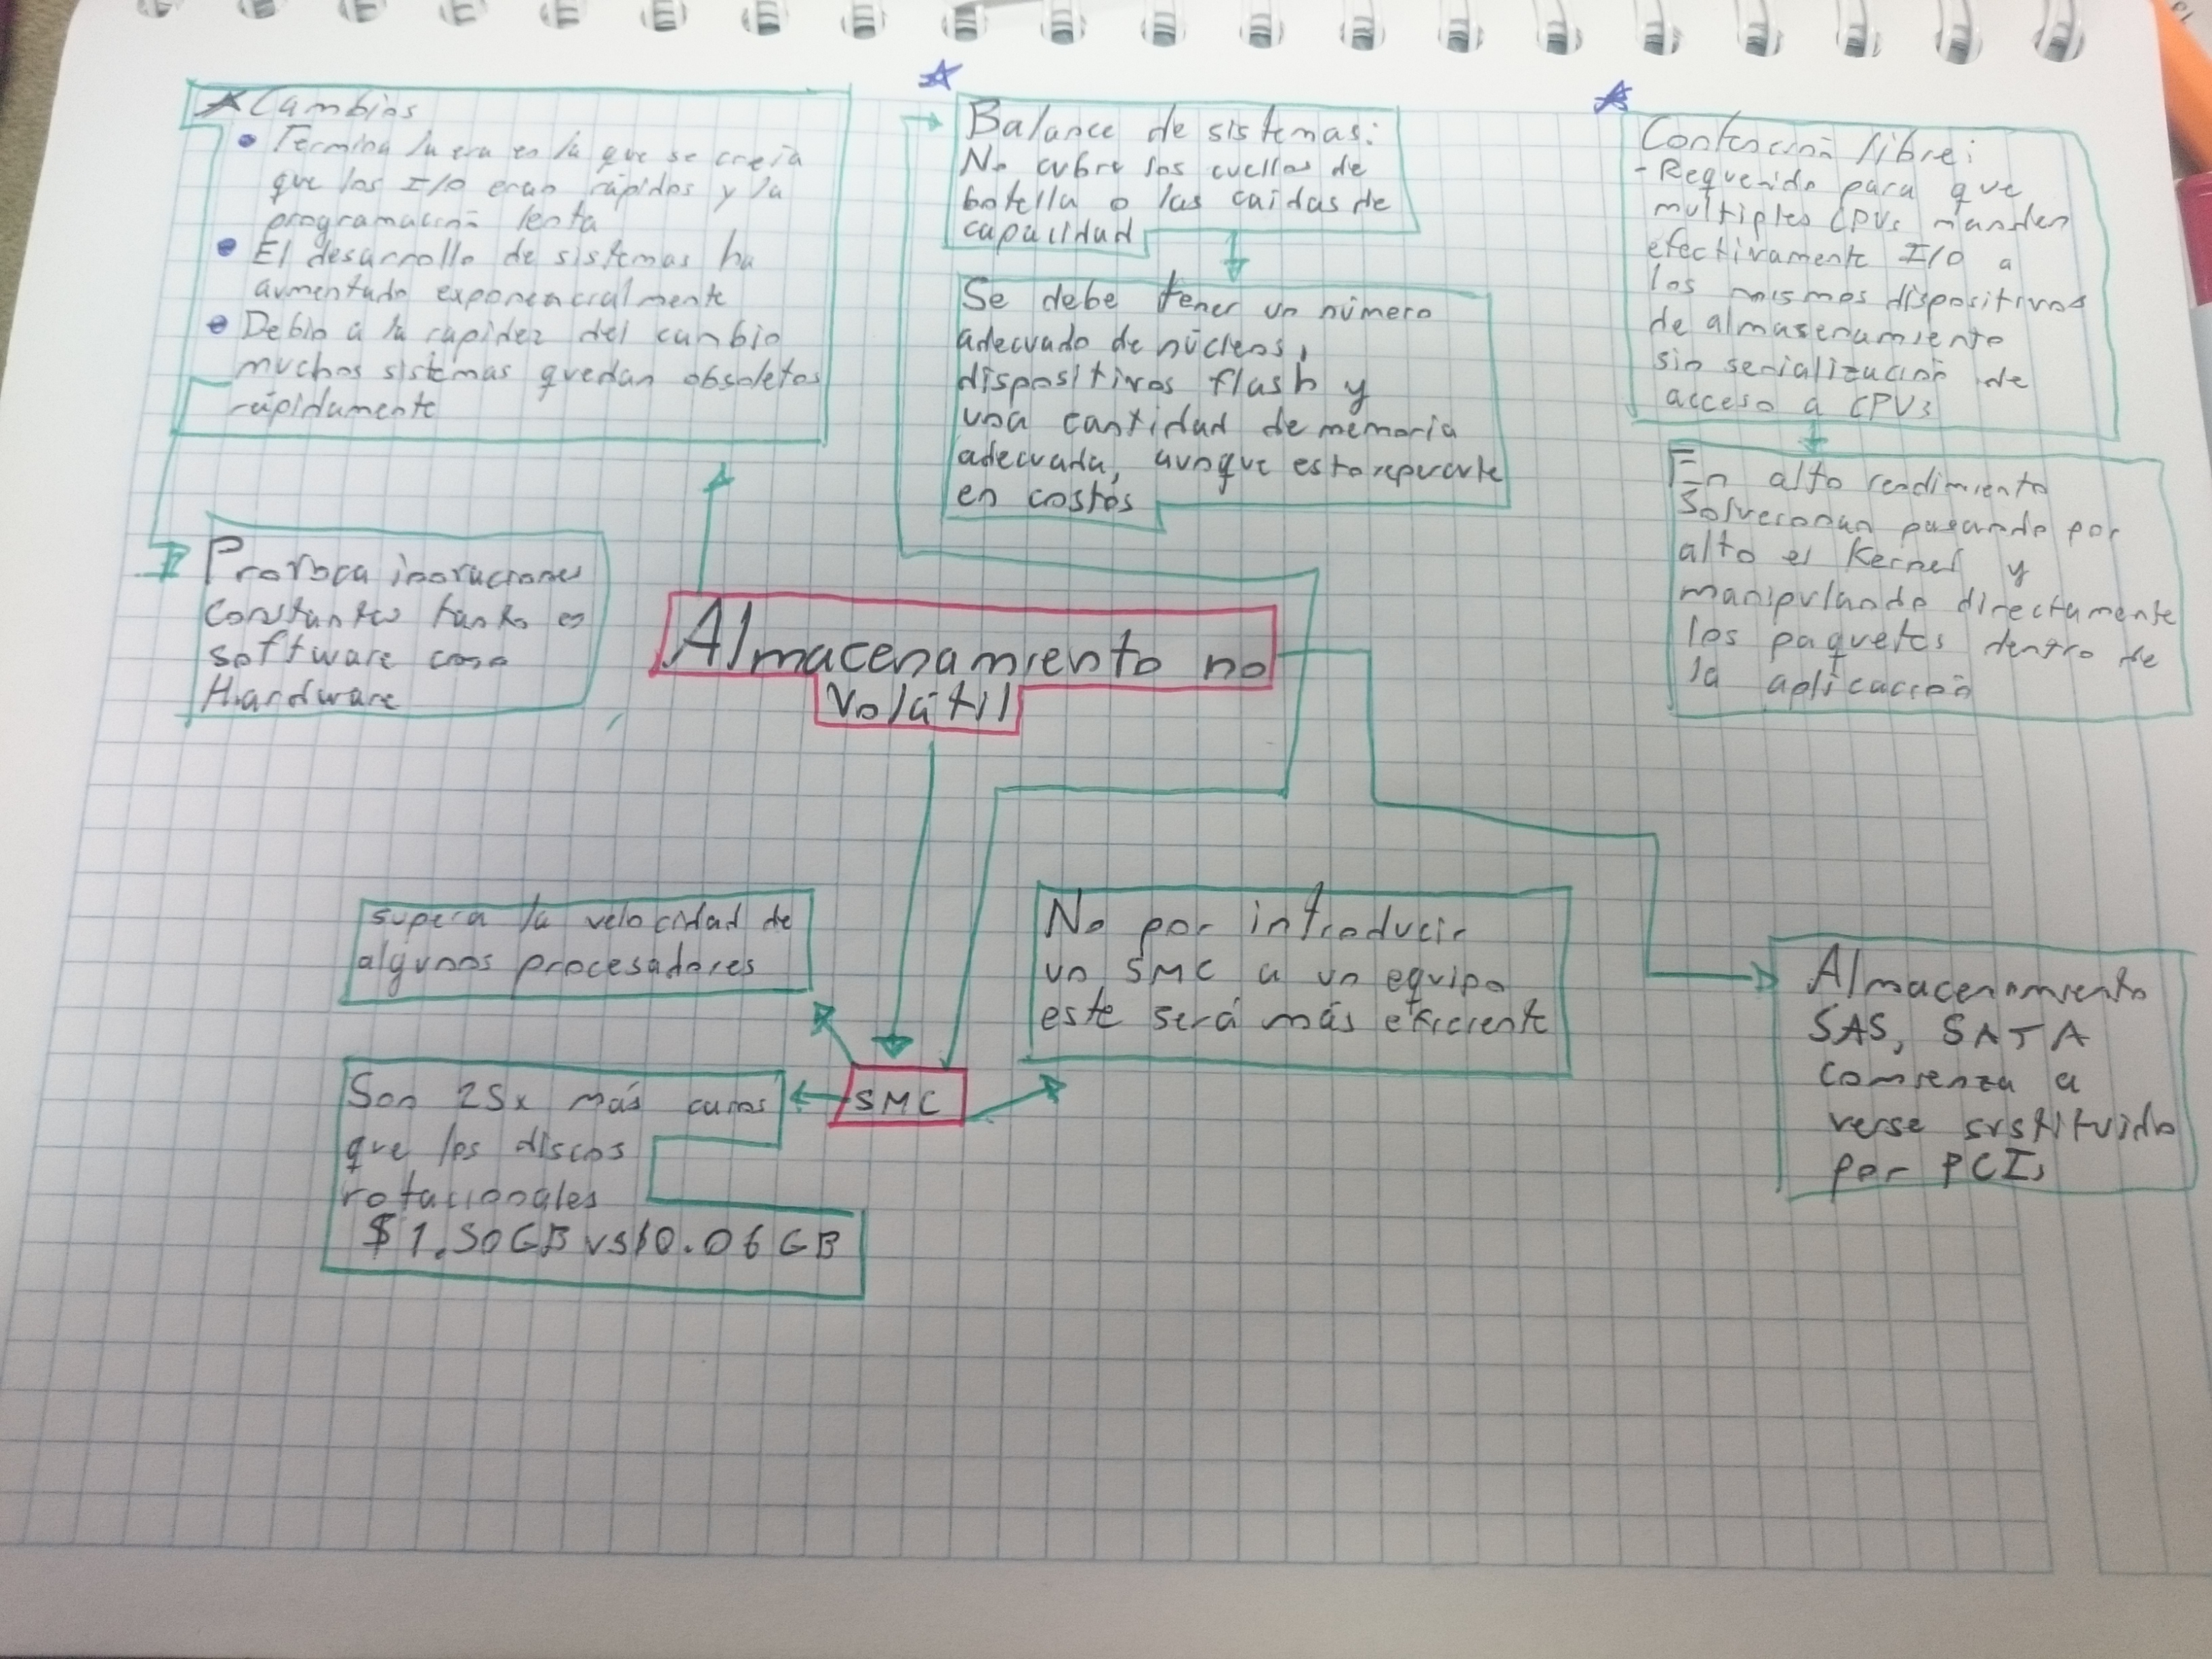 Cambios
Termina la era en la que se creía
que los I/O eran rápidos y la
programación lenta
El desarrollo de sistemas ha
aumentado exponencialmente
Debio a la rapidez del cambio
muchos sistemas quedan obsoletos
rápidamente
Provoca inovaciones
constantes tanto en
software como
Hardware
Balance de sistemas:
No cubre los cuellos de
botella o las caidas de
capacidad
Se debe tener un número
adecuado de núcleos,
dispositivos flash y
una cantidad de memoria
adecuada, aunque esto repercute
en costos
Contención libre:
- Requerido para que
multiples CPUs manden
efectivamente I/O a
los mismos dispositivos
de almasenamiento
sin serialización de
acceso a CPUs
En alto rendimiento
pasando por
alto el Kernel y
manipulando directamente
los paquetes dentro de
la aplicación
Almacenamiento no
Volátil
supera la velocidad de
algunos procesadores
Son 25x más caros
que los discos
rotacionales
$1.50GB vs $0.06GB
SMC
No por introducir
un SMC a un equipo
este será más eficiente
Almacenamiento
SAS, SATA
comienza a
verse sustituido
por PCIs